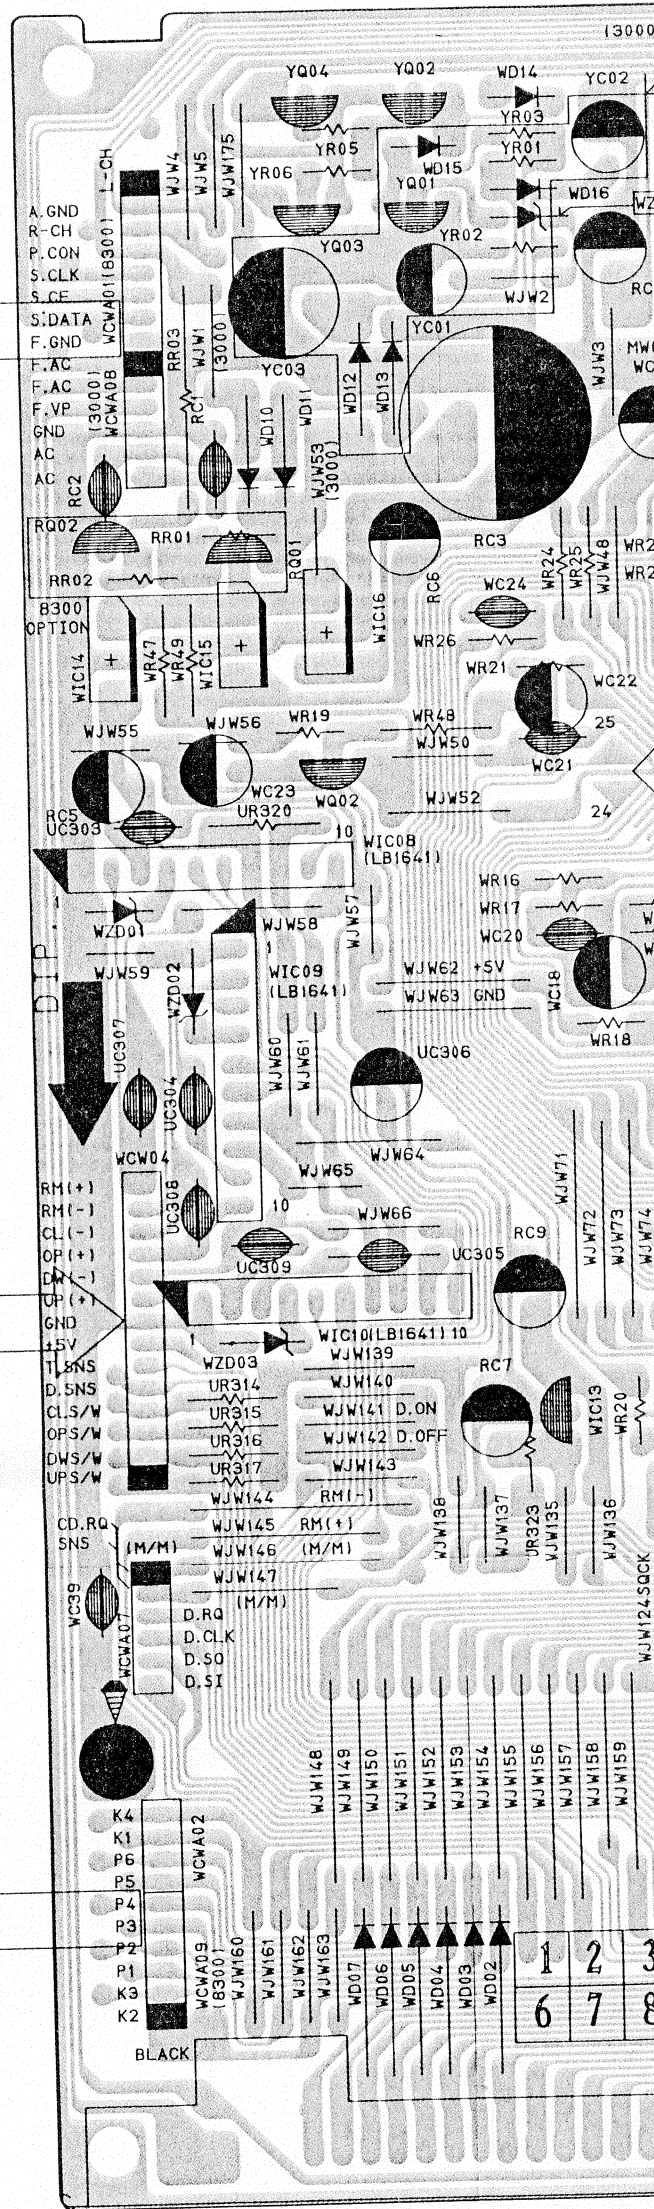 (3000
YQ04
YQ02
WD14
YC02
YR03
YR05
WD15
YR01
YR06
YQ01
WD16
WZ
L.CH
WJW4
WJW5
WJW175
A.GND
R-CH
P.CON
S.CLK
S.CE
S.DATA
F.GND
F.AC
F.AC
F.VP
GND
AC
AC
WCWA01(8300)
WCWA08
(3000)
YQ03
YR02
WJW2
RC
RR03
WJW1
(3000)
YC03
YC01
WD12
WD13
WJW3
MW
WC
RC1
WD10
WD11
WJW53
(3000)
RC2
RQ02
RR01
RQ01
RC3
RR02
RC6
WR24
WR25
WJW48
WR2
WR2
8300
OPTION
WC24
WIC14
WR47
WR49
WIC15
WIC16
WR26
WR21
WC22
25
WJW55
WJW56
WR19
WR48
WJW50
WC21
WC23
RC5
UC303
UR320
WQ02
WJW52
24
10
WIC08
(LB1641)
WR16
WR17
WC20
WZD01
WJW58
WJW57
1
WJW59
DIP.
WZD02
WIC09
(LB1641)
WJW62 +5V
WJW63 GND
WC18
WR18
UC307
UC304
WJW60
WJW61
UC306
WCW04
WJW64
WJW65
WJW71
WJW72
WJW73
WJW74
RM(+)
RM(-)
CL(-)
OP(+)
DW(-)
UP(+)
GND
+5V
T.SNS
D.SNS
CLS/W
OPS/W
DWS/W
UPS/W
UC308
10
WJW66
RC9
UC309
UC305
1
WIC10(LB1641)10
WZD03
WJW139
RC7
UR314
WJW140
UR315
WJW141 D.ON
UR316
WJW142 D.OFF
UR317
WJW143
WIC13
WR20
WJW144 RM(-)
WJW145 RM(+)
WJW146 (M/M)
WJW147
(M/M)
WJW138
WJW137
UR323
WJW135
WJW136
CD.RQ
SNS
(M/M)
WC39
WCWA07
D.RQ
D.CLK
D.SO
D.SI
WJW124SQCK
WJW148
WJW149
WJW150
WJW151
WJW152
WJW153
WJW154
WJW155
WJW156
WJW157
WJW158
WJW159
K4
K1
P6
P5
P4
P3
P2
P1
K3
K2
WCWA02
WCWA09
(8300)
WJW160
WJW161
WJW162
WJW163
WD07
WD06
WD05
WD04
WD03
WD02
1 2 3
6 7 8
BLACK